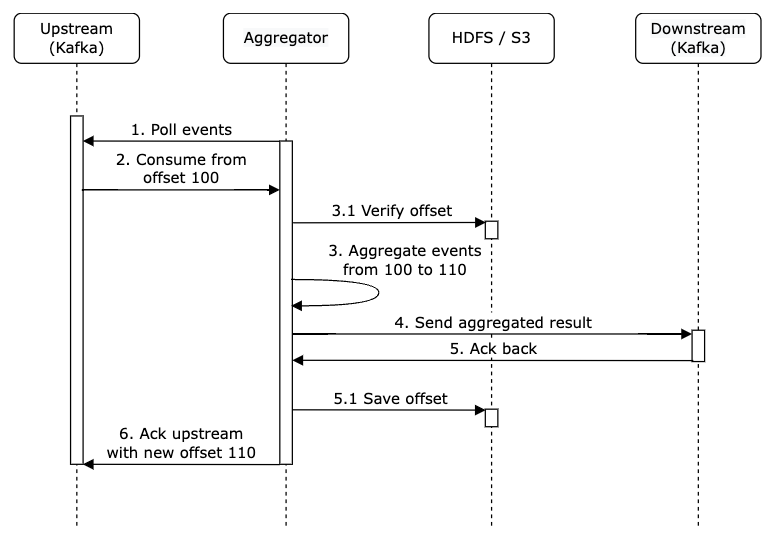 Upstream
(Kafka)
Aggregator
HDFS / S3
Downstream
(Kafka)
1. Poll events
2. Consume from
offset 100
3.1 Verify offset
3. Aggregate events
from 100 to 110
4. Send aggregated result
5. Ack back
5.1 Save offset
6. Ack upstream
with new offset 110